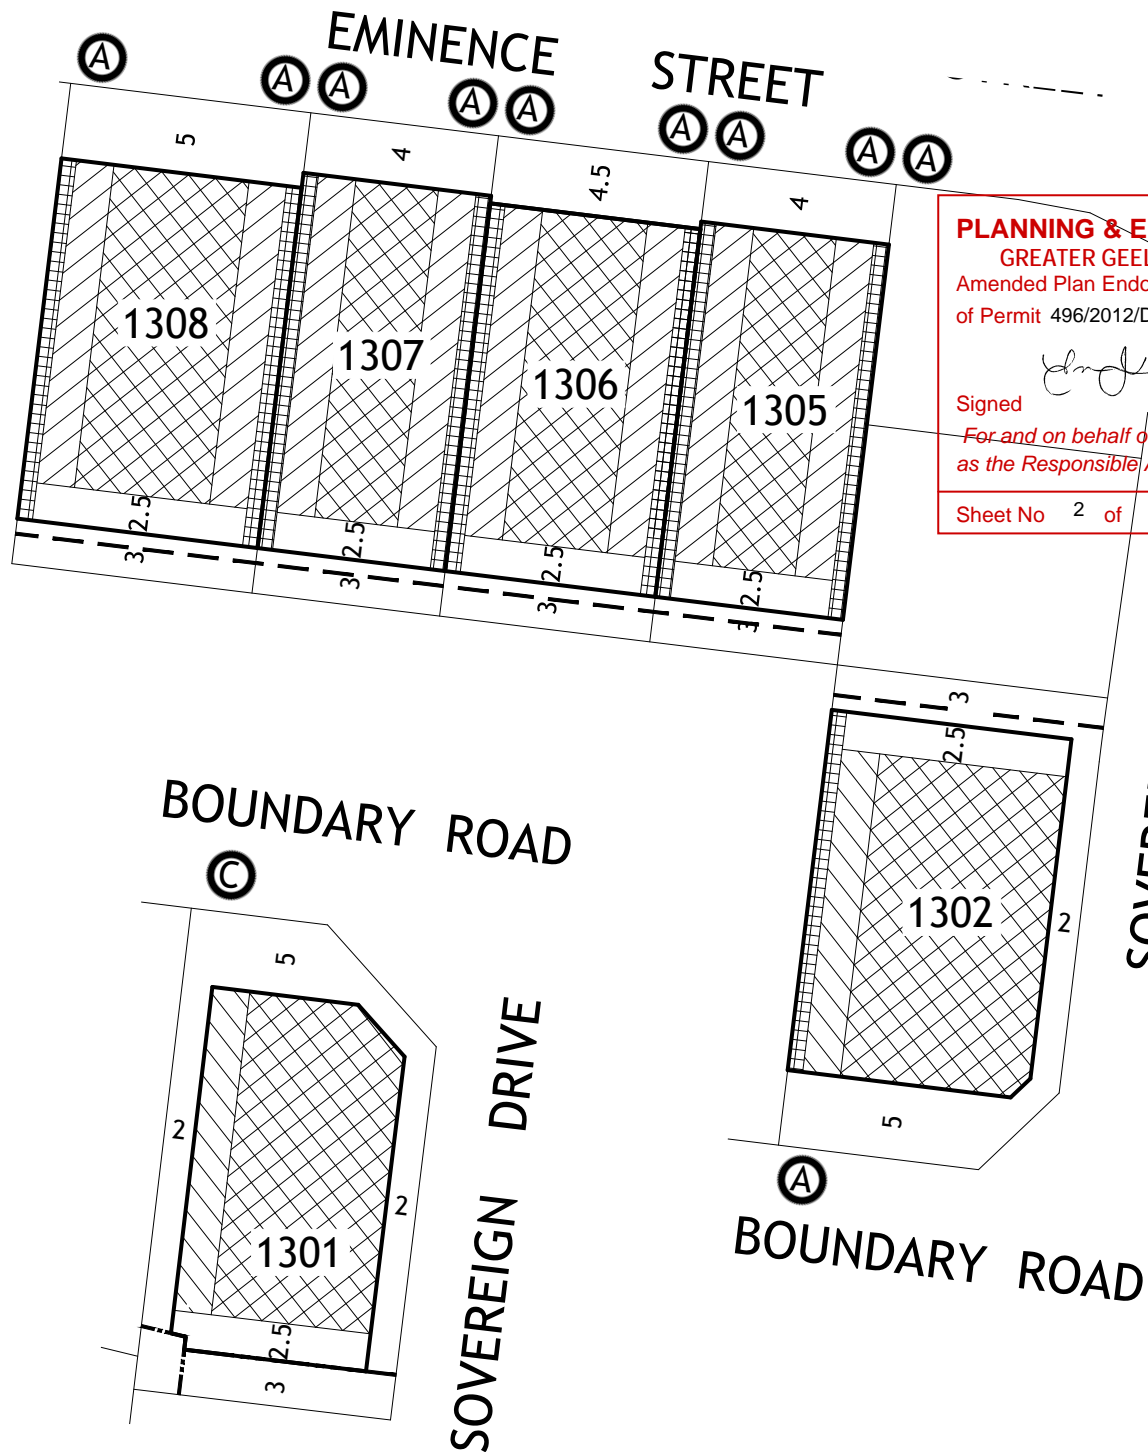 EMINENCE STREET
A
A A
A A
A A
A A
5
4
4.5
4
1308
1307
1306
1305
2.5
2.5
2.5
2.5
3
3
3
3
PLANNING & E
GREATER GEEL
Amended Plan Endo
of Permit 496/2012/D
Signed
For and on behalf o
as the Responsible
Sheet No 2 of
BOUNDARY ROAD
C
5
2
2
1301
2.5
3
SOVEREIGN DRIVE
3
2.5
1302
2
5
A
BOUNDARY ROAD